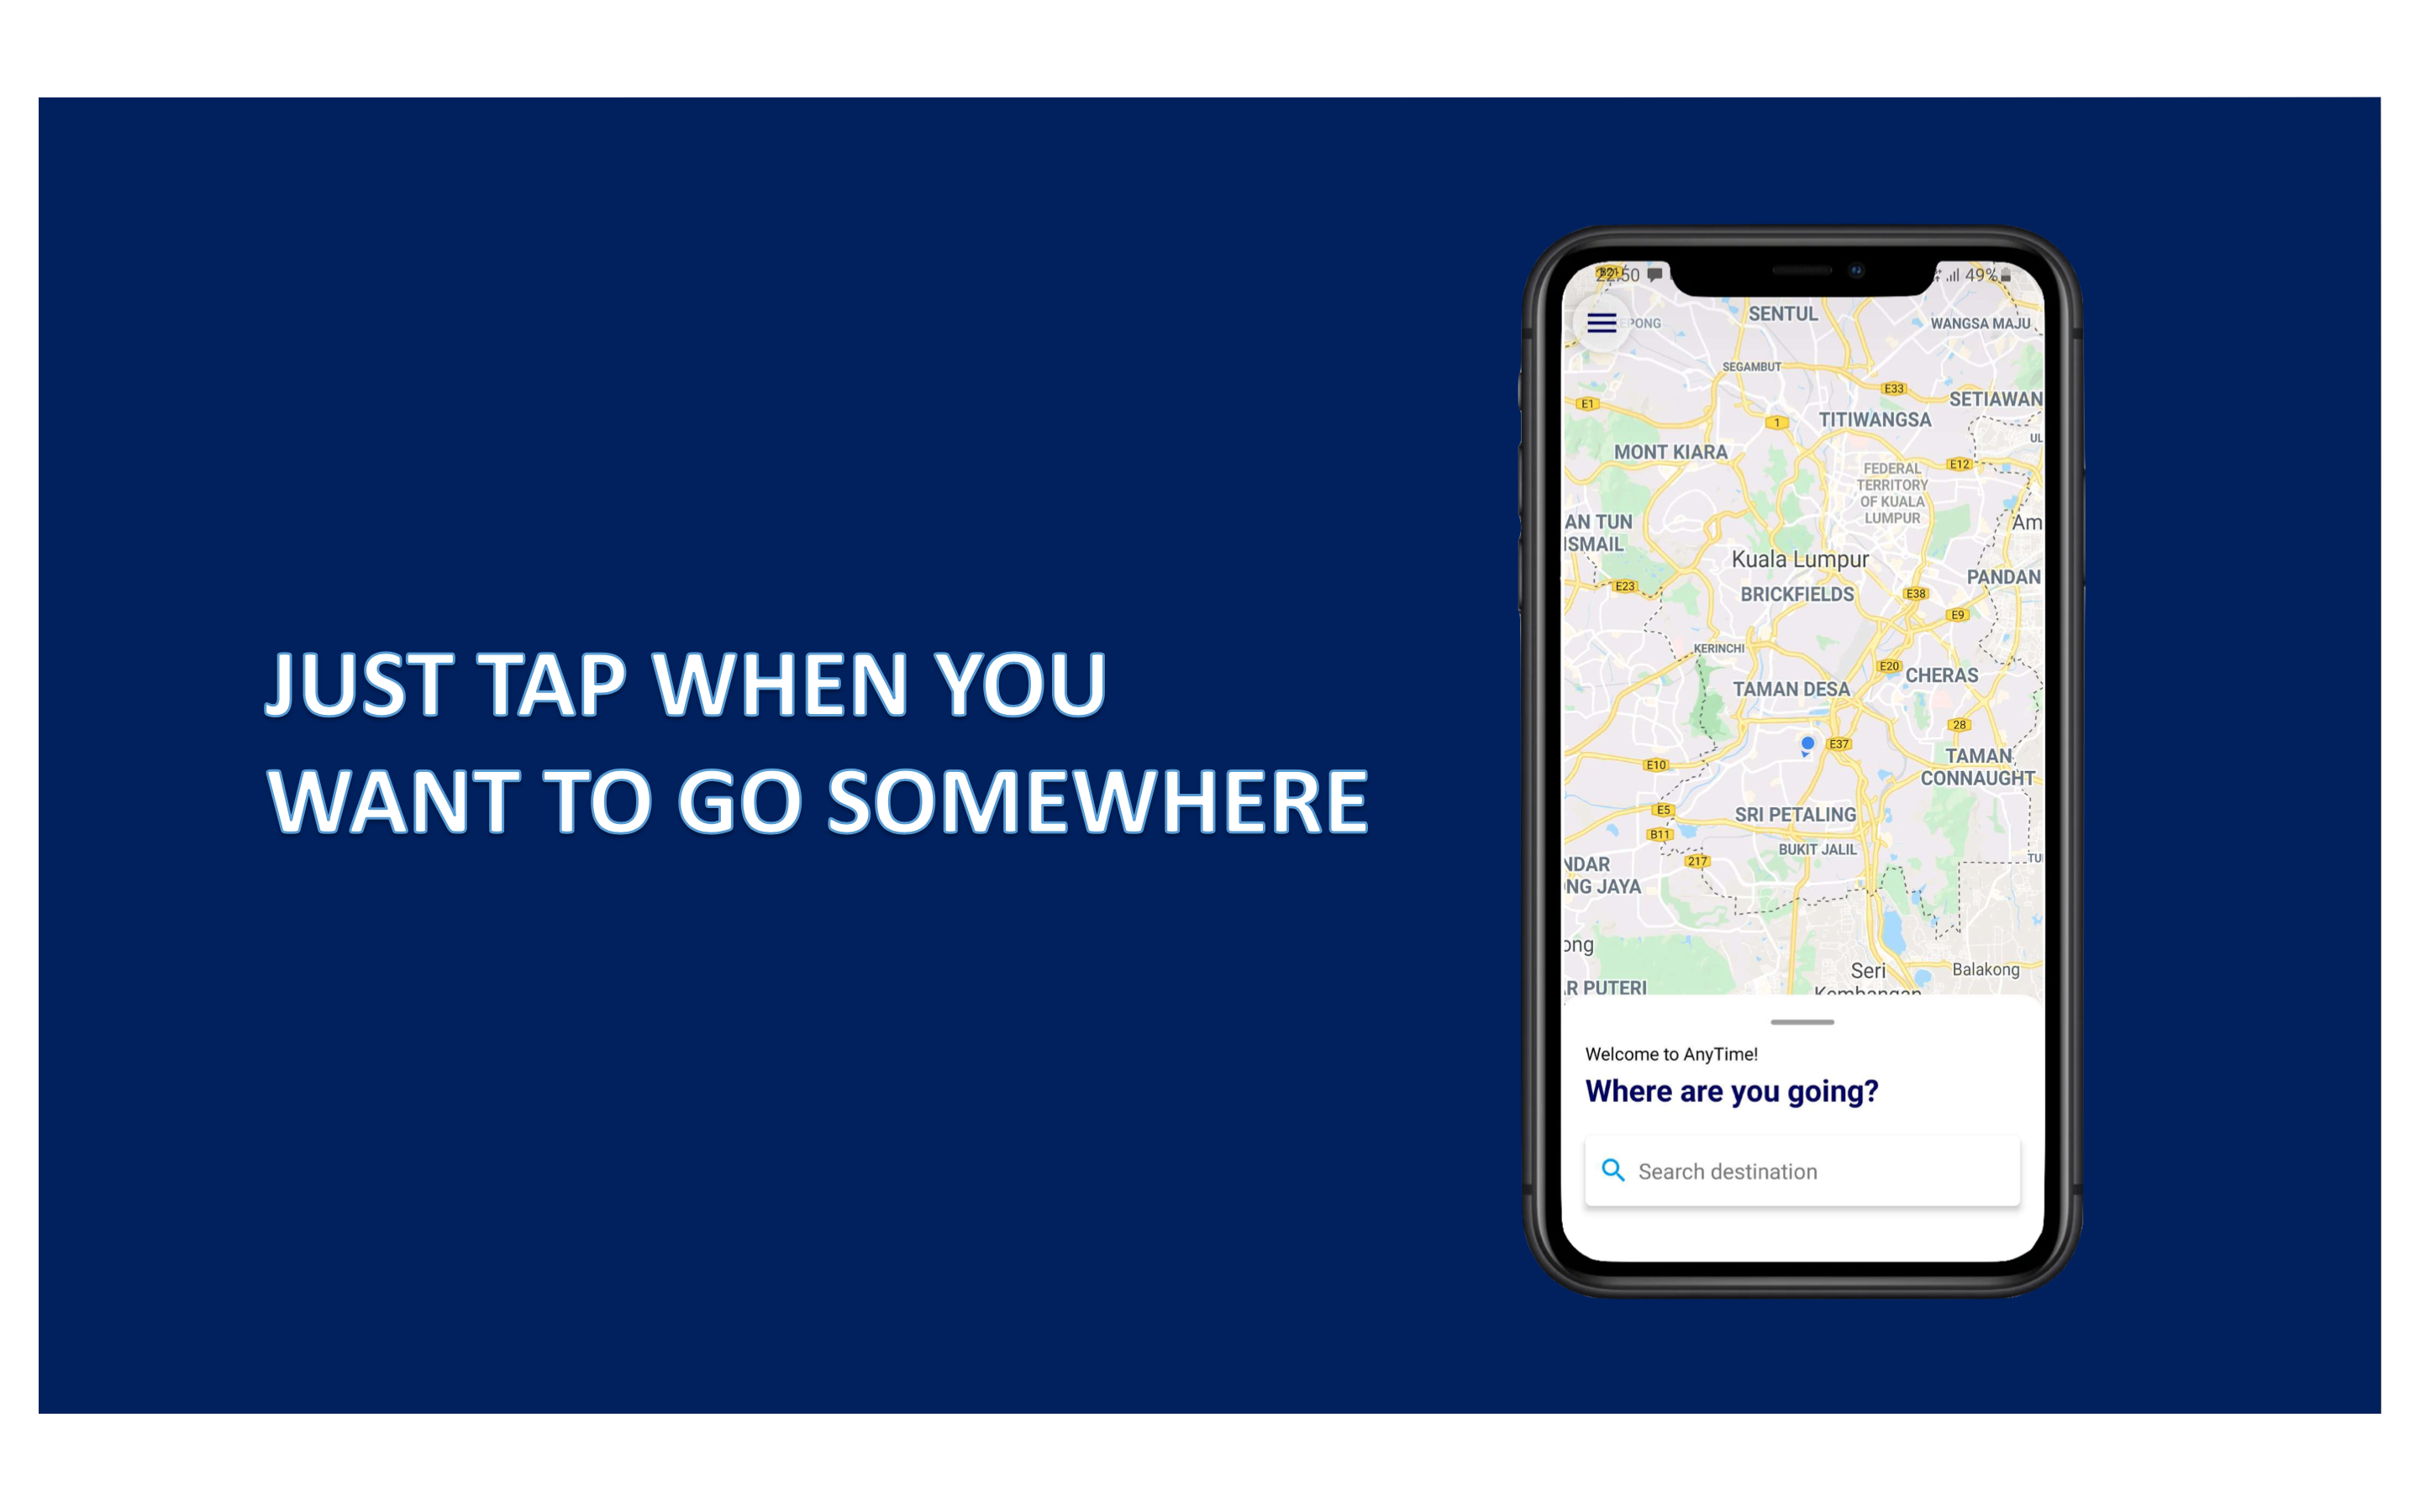 JUST TAP WHEN YOU
WANT TO GO SOMEWHERE
49%
SENTUL
WANGSA MAJU
SEGAMBUT
E33
E1
SETIAWAN
1
TITIWANGSA
UL
MONT KIARA
E12
FEDERAL
TERRITORY
OF KUALA
LUMPUR
AN TUN
ISMAIL
Am
Kuala Lumpur
PANDAN
E23
BRICKFIELDS
E38
E9
KERINCHI
E20
CHERAS
TAMAN DESA
28
E37
TAMAN
CONNAUGHT
E10
E5
SRI PETALING
B11
BUKIT JALIL
217
TU
NDAR
NG JAYA
ong
Seri
Kembangan
Balakong
R PUTERI
Welcome to AnyTime!
Where are you going?
Search destination